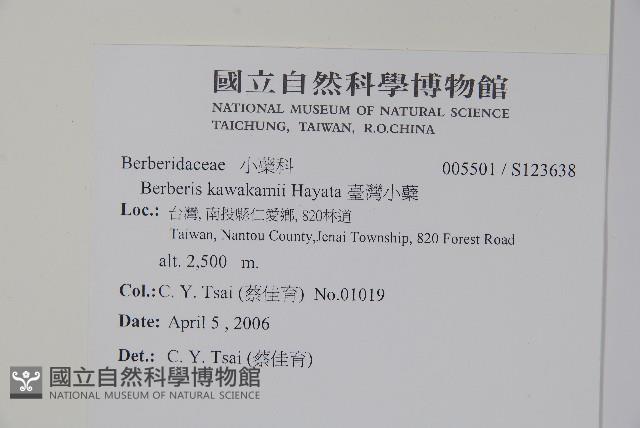 國立自然科學博物館
NATIONAL MUSEUM OF NATURAL SCIENCE
TAICHUNG, TAIWAN, R.O.CHINA
Berberidaceae 小蘗科 005501 / S123638
Berberis kawakamii Hayata 臺灣小蘗
Loc.: 台灣, 南投縣仁愛鄉, 820林道
Taiwan, Nantou County,Jenai Township, 820 Forest Road
alt. 2,500 m.
Col.: C. Y. Tsai (蔡佳育) No.01019
Date: April 5 , 2006
Det.: C. Y. Tsai (蔡佳育)
國立自然科學博物館
NATIONAL MUSEUM OF NATURAL SCIENCE